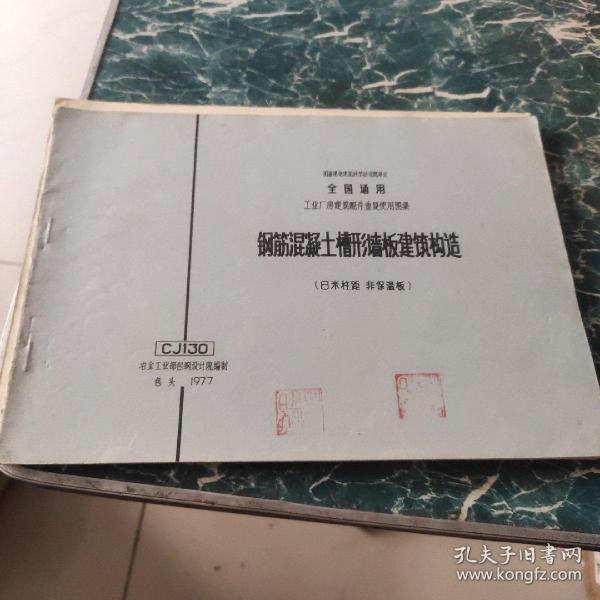 全国通用
工业厂房建筑配件重复使用图集
钢筋混凝土槽形墙板建筑构造
(6米柱距 非保温板)
CJ130
冶金工业部包钢设计院编制
包头 1977
孔夫子旧书网
www.kongfz.com